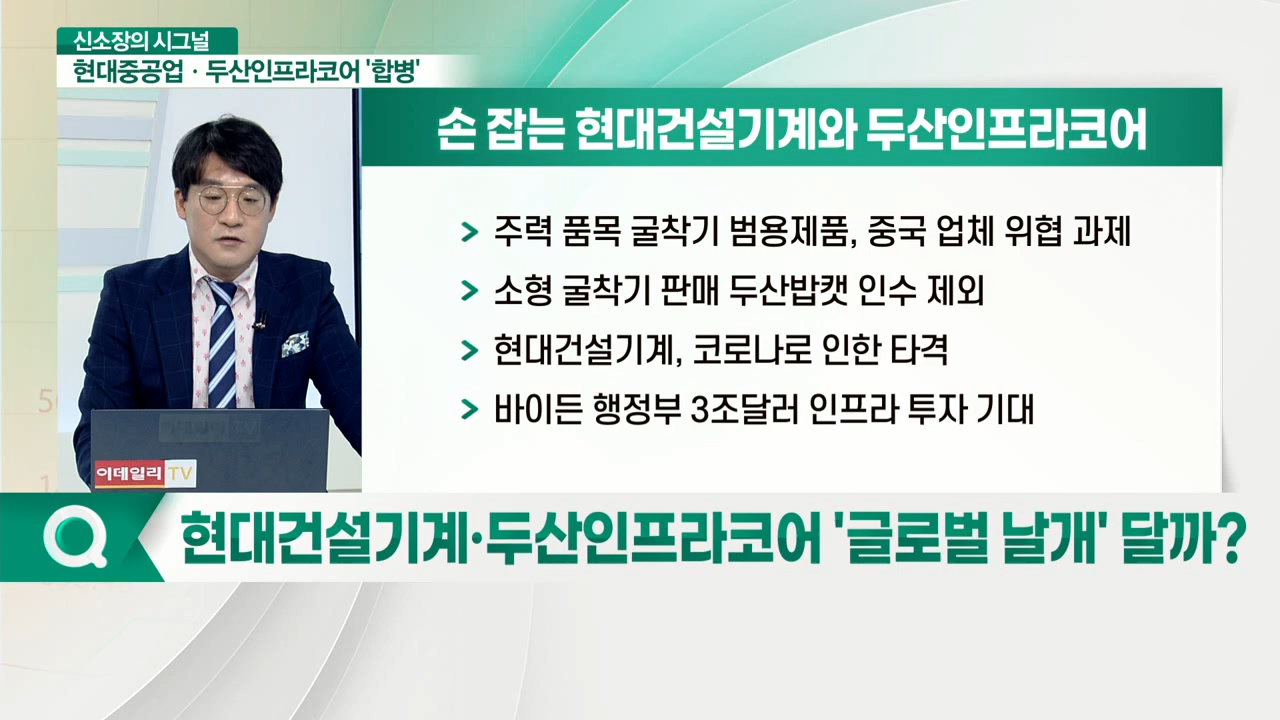 신소장의 시그널
현대중공업 · 두산인프라코어 '합병'
손 잡는 현대건설기계와 두산인프라코어
> 주력 품목 굴착기 범용제품, 중국 업체 위협 과제
> 소형 굴착기 판매 두산밥캣 인수 제외
> 현대건설기계, 코로나로 인한 타격
> 바이든 행정부 3조달러 인프라 투자 기대
이데일리 TV
이데일리 TV
현대건설기계·두산인프라코어 '글로벌 날개' 달까?